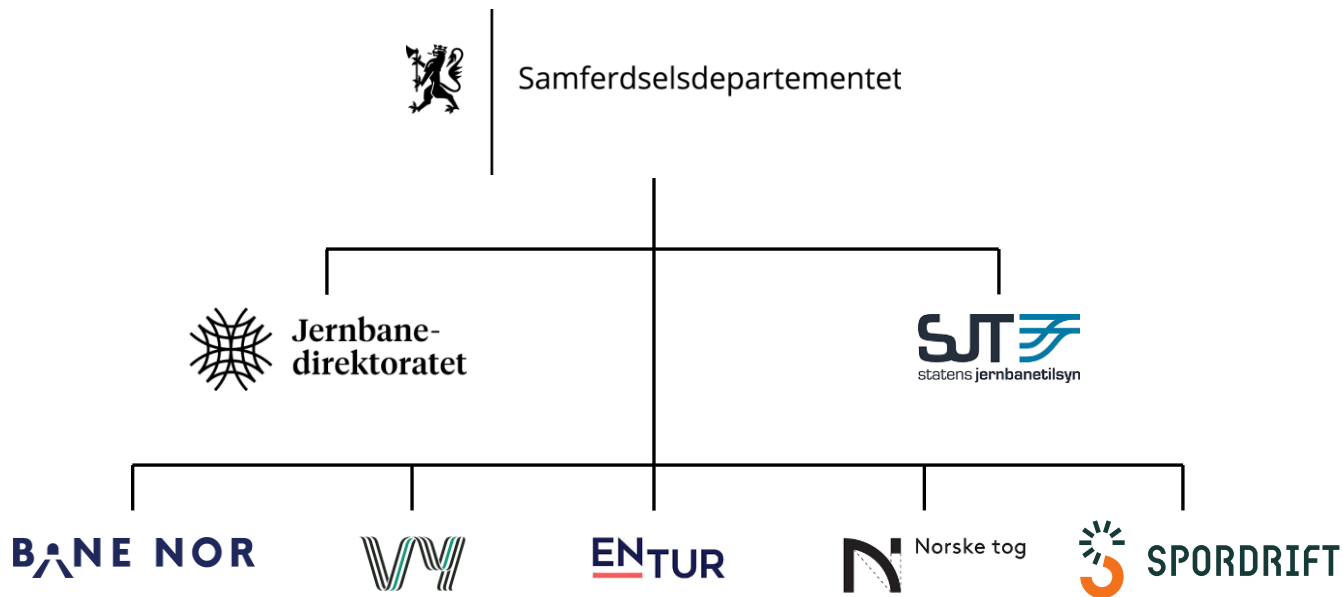 Samferdselsdepartementet
Jernbane-
direktoratet
SJT
statens jernbanetilsyn
BANE NOR
VY
ENTUR
Norske tog
SPORDRIFT